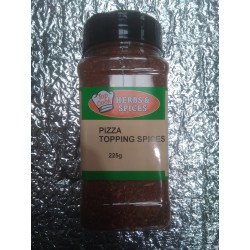 HERBS &
SPICES
PIZZA
TOPPING SPICES
220g